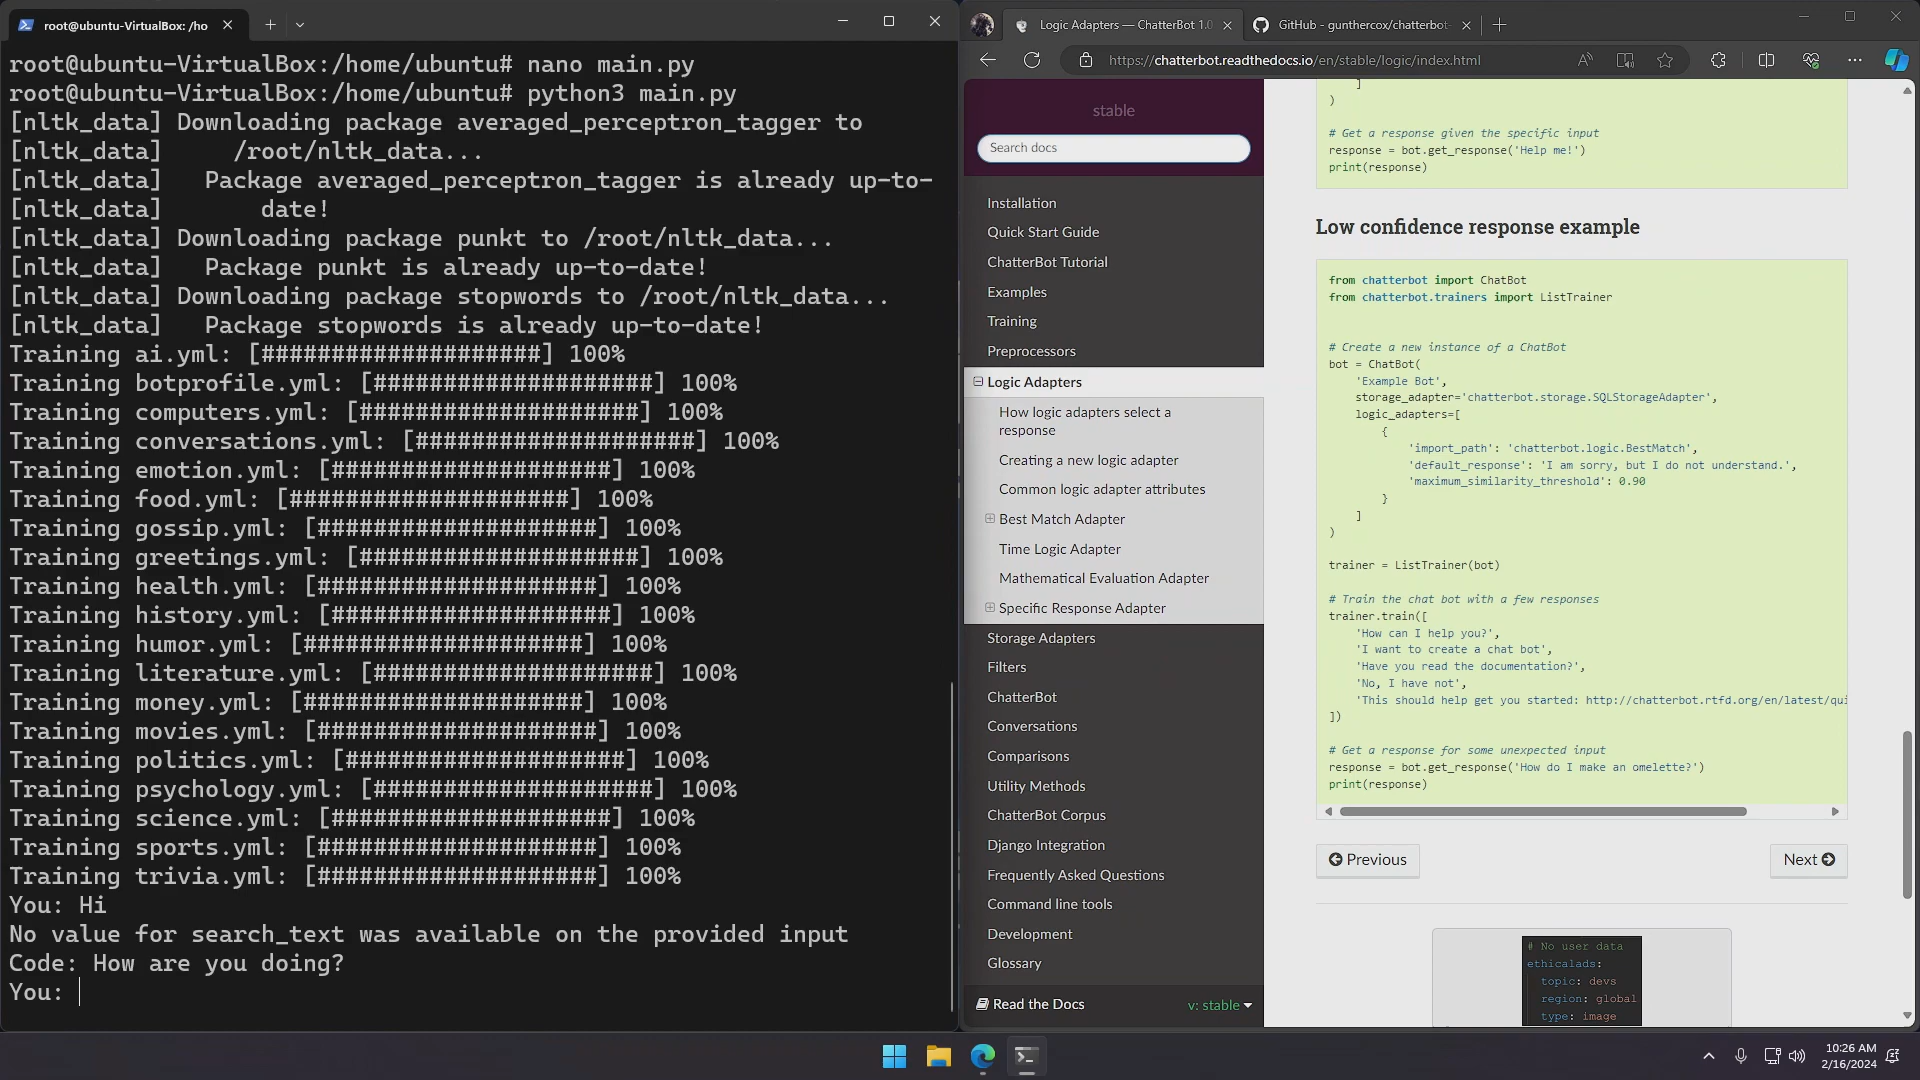 root@ubuntu-VirtualBox: /ho
root@ubuntu-VirtualBox:/home/ubuntu# nano main.py
root@ubuntu-VirtualBox:/home/ubuntu# python3 main.py
[nltk_data] Downloading package averaged_perceptron_tagger to
[nltk_data]     /root/nltk_data...
[nltk_data]   Package averaged_perceptron_tagger is already up-to-
[nltk_data]       date!
[nltk_data] Downloading package punkt to /root/nltk_data...
[nltk_data]   Package punkt is already up-to-date!
[nltk_data] Downloading package stopwords to /root/nltk_data...
[nltk_data]   Package stopwords is already up-to-date!
Training ai.yml: [####################] 100%
Training botprofile.yml: [####################] 100%
Training computers.yml: [####################] 100%
Training conversations.yml: [####################] 100%
Training emotion.yml: [####################] 100%
Training food.yml: [####################] 100%
Training gossip.yml: [####################] 100%
Training greetings.yml: [####################] 100%
Training health.yml: [####################] 100%
Training history.yml: [####################] 100%
Training humor.yml: [####################] 100%
Training literature.yml: [####################] 100%
Training money.yml: [####################] 100%
Training movies.yml: [####################] 100%
Training politics.yml: [####################] 100%
Training psychology.yml: [####################] 100%
Training science.yml: [####################] 100%
Training sports.yml: [####################] 100%
Training trivia.yml: [####################] 100%
You: Hi
No value for search_text was available on the provided input
Code: How are you doing?
You:
Logic Adapters — ChatterBot 1.0
GitHub - gunthercox/chatterbot-
https://chatterbot.readthedocs.io/en/stable/logic/index.html
stable
Search docs
Installation
Quick Start Guide
ChatterBot Tutorial
Examples
Training
Preprocessors
Logic Adapters
How logic adapters select a
response
Creating a new logic adapter
Common logic adapter attributes
Best Match Adapter
Time Logic Adapter
Mathematical Evaluation Adapter
Specific Response Adapter
Storage Adapters
Filters
ChatterBot
Conversations
Comparisons
Utility Methods
ChatterBot Corpus
Django Integration
Frequently Asked Questions
Command line tools
Development
Glossary
Read the Docs
v: stable
]
)
# Get a response given the specific input
response = bot.get_response('Help me!')
print(response)
Low confidence response example
from chatterbot import ChatBot
from chatterbot.trainers import ListTrainer
# Create a new instance of a ChatBot
bot = ChatBot(
'Example Bot',
storage_adapter='chatterbot.storage.SQLStorageAdapter',
logic_adapters=[
{
'import_path': 'chatterbot.logic.BestMatch',
'default_response': 'I am sorry, but I do not understand.',
'maximum_similarity_threshold': 0.90
}
]
)
trainer = ListTrainer(bot)
# Train the chat bot with a few responses
trainer.train([
'How can I help you?',
'I want to create a chat bot',
'Have you read the documentation?',
'No, I have not',
'This should help get you started: http://chatterbot.rtfd.org/en/latest/qui
])
# Get a response for some unexpected input
response = bot.get_response('How do I make an omelette?')
print(response)
Previous
Next
# No user data
ethicalads:
topic: devs
region: global
type: image
10:26 AM
2/16/2024